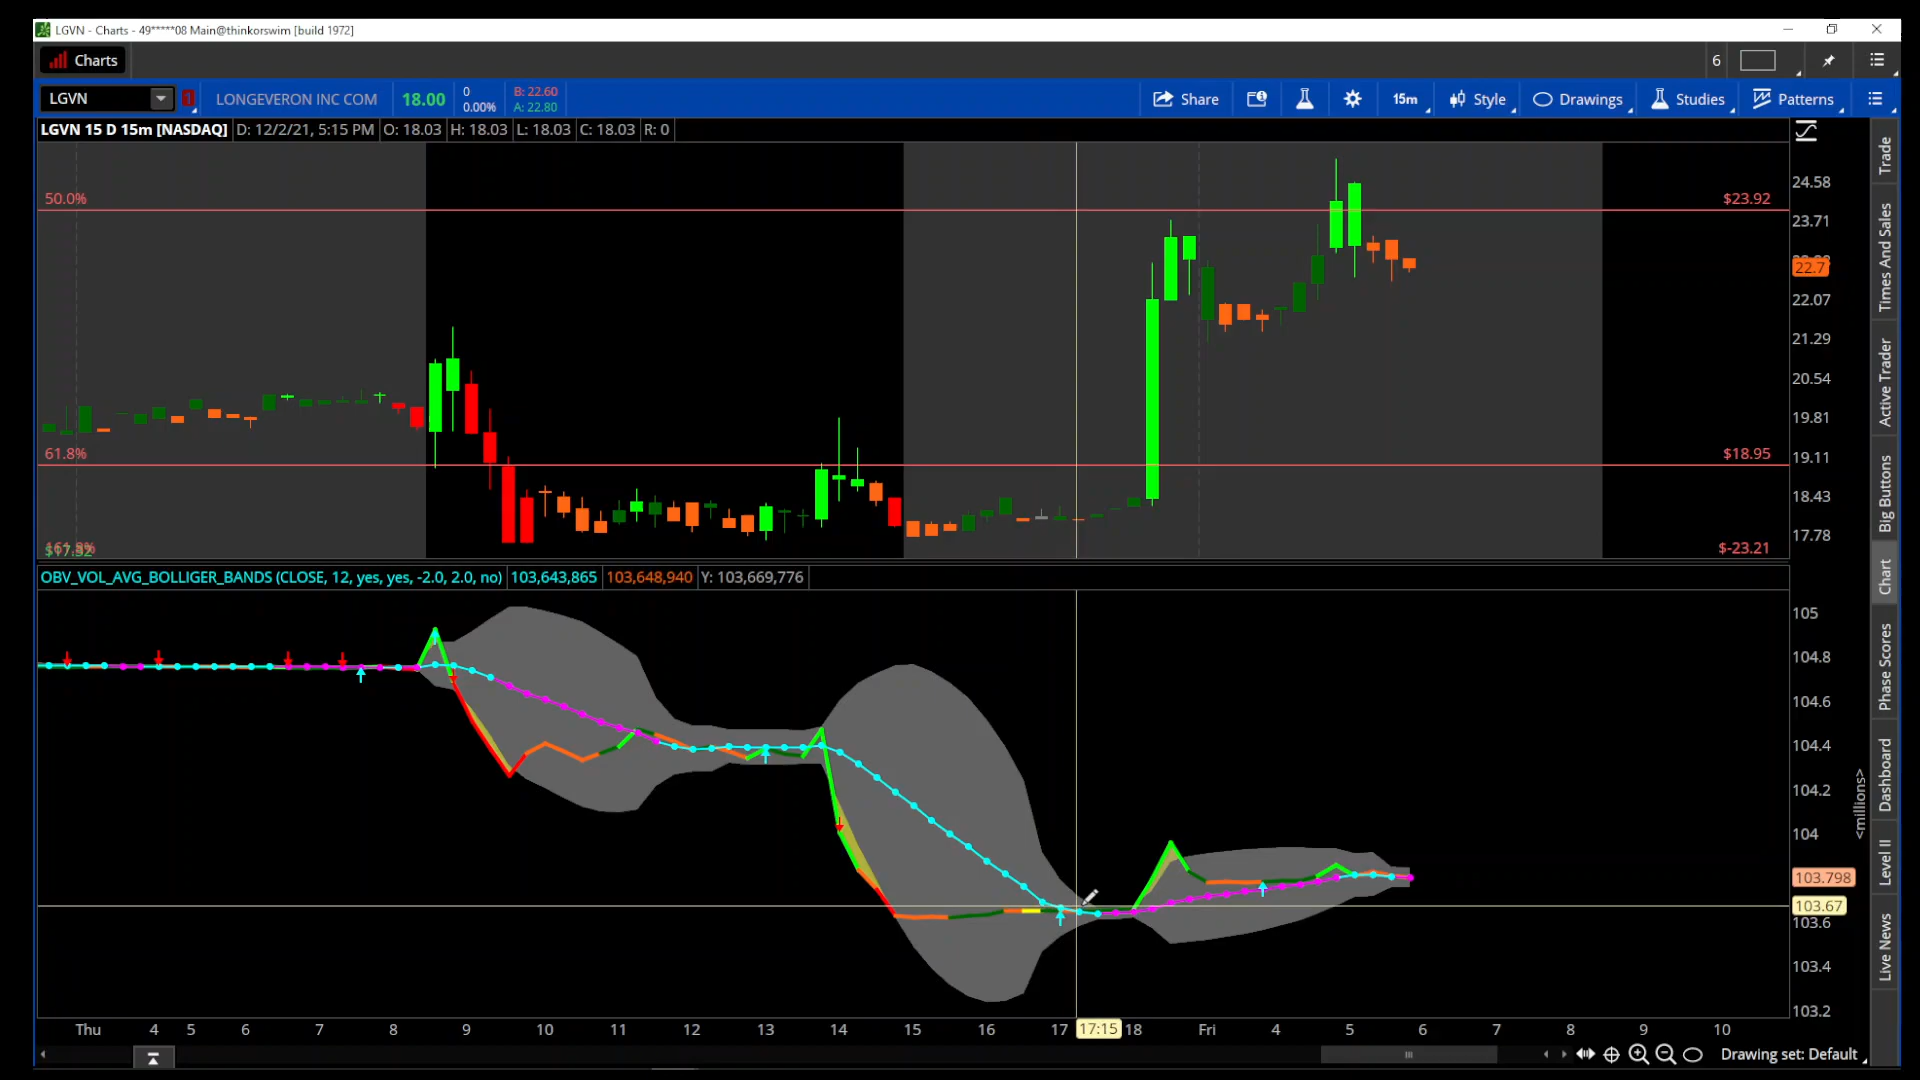 LGVN - Charts - 49*****08 Main@thinkorswim [build 1972]
Charts
6
LGVN
LONGEVERON INC COM
18.00
0
0.00%
B: 22.60
A: 22.80
Share
15m
Style
Drawings
Studies
Patterns
LGVN 15 D 15m [NASDAQ] D: 12/2/21, 5:15 PM O: 18.03 H: 18.03 L: 18.03 C: 18.03 R: 0
50.0%
$23.92
61.8%
$18.95
$17.52
$-23.21
24.58
23.71
22.7
22.07
21.29
20.54
19.81
19.11
18.43
17.78
OBV_VOL_AVG_BOLLIGER_BANDS (CLOSE, 12, yes, yes, -2.0, 2.0, no) 103,643,865 103,648,940 Y: 103,669,776
105
104.8
104.6
104.4
104.2
104
103.798
103.67
103.6
103.4
103.2
<millions>
Thu 4 5 6 7 8 9 10 11 12 13 14 15 16 17 17:15 18 Fri 4 5 6 7 8 9 10
Drawing set: Default
Trade
Times And Sales
Active Trader
Big Buttons
Chart
Phase Scores
Dashboard
Level II
Live News